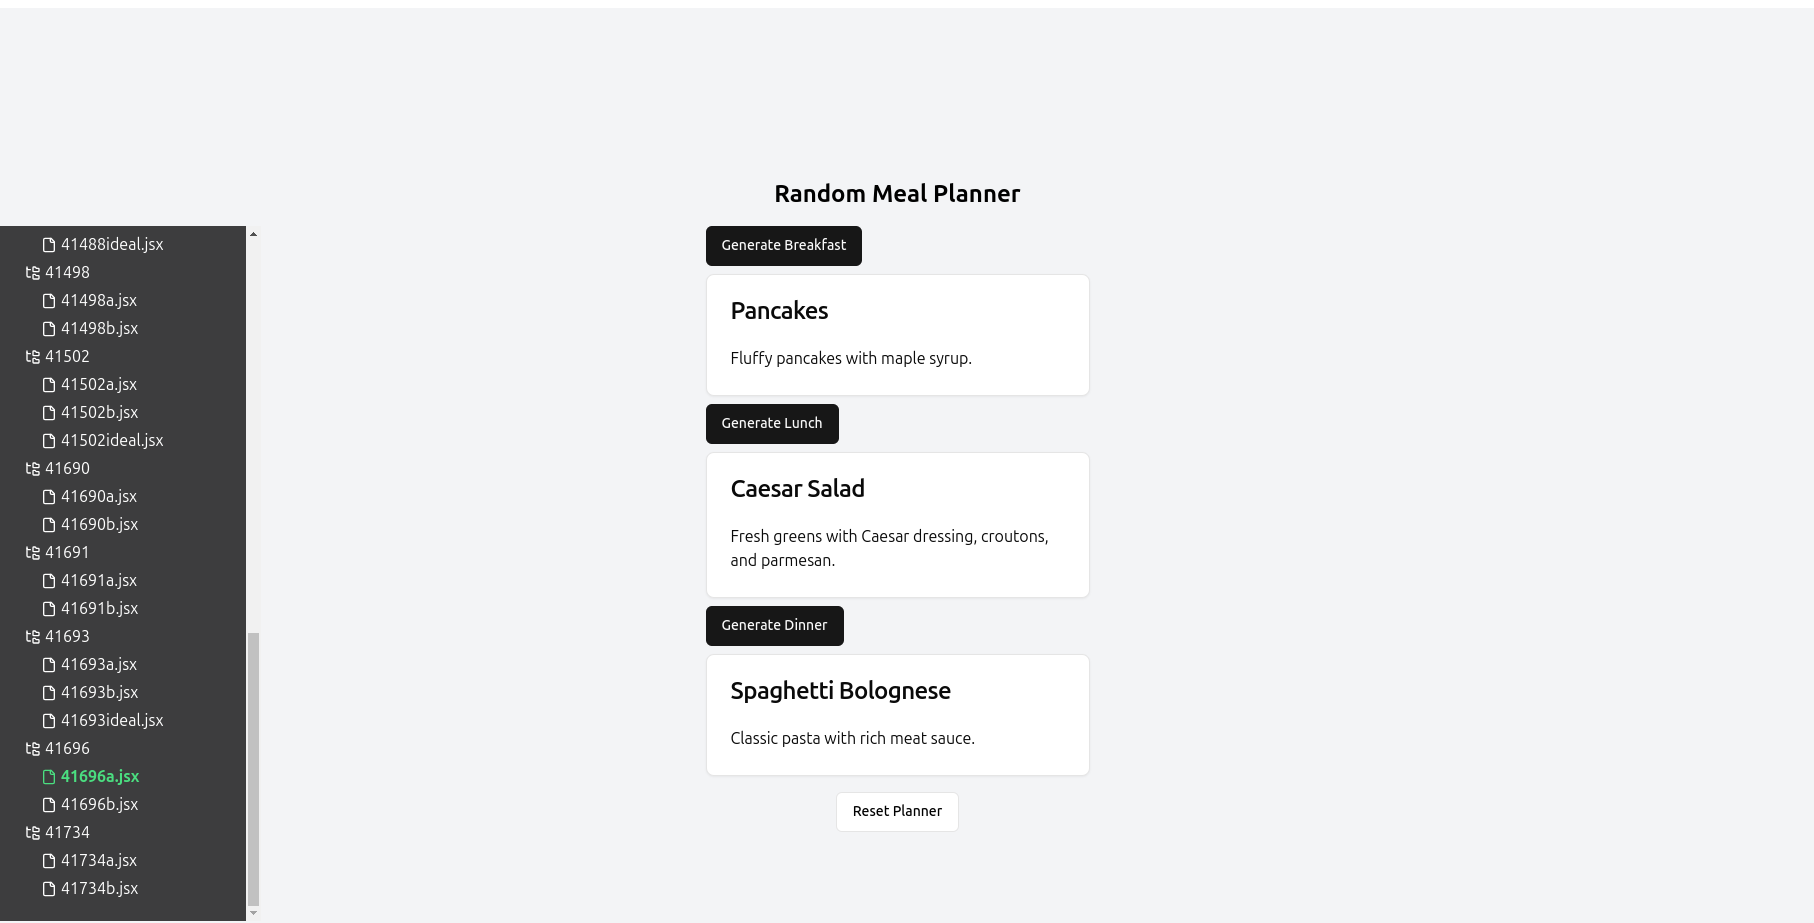 41488ideal.jsx
41498
41498a.jsx
41498b.jsx
41502
41502a.jsx
41502b.jsx
41502ideal.jsx
41690
41690a.jsx
41690b.jsx
41691
41691a.jsx
41691b.jsx
41693
41693a.jsx
41693b.jsx
41693ideal.jsx
41696
41696a.jsx
41696b.jsx
41734
41734a.jsx
41734b.jsx
Random Meal Planner
Generate Breakfast
Pancakes
Fluffy pancakes with maple syrup.
Generate Lunch
Caesar Salad
Fresh greens with Caesar dressing, croutons,
and parmesan.
Generate Dinner
Spaghetti Bolognese
Classic pasta with rich meat sauce.
Reset Planner